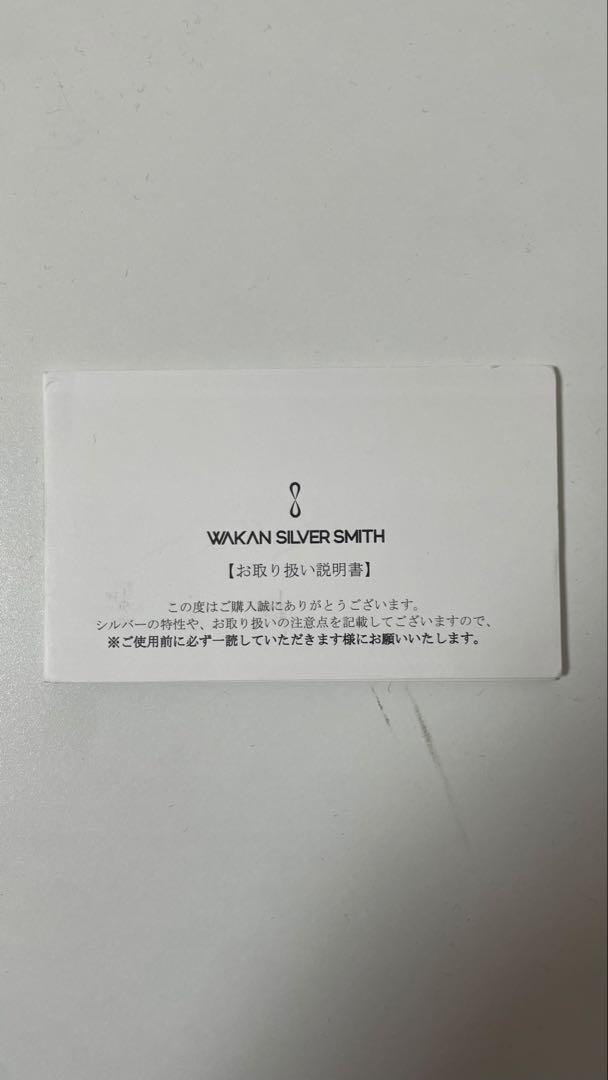 WAKAN SILVER SMITH
【お取り扱い説明書】
この度はご購入誠にありがとうございます。
シルバーの特性や、お取り扱いの注意点を記載してございますので、
※ご使用前に必ず一読していただきます様にお願いいたします。